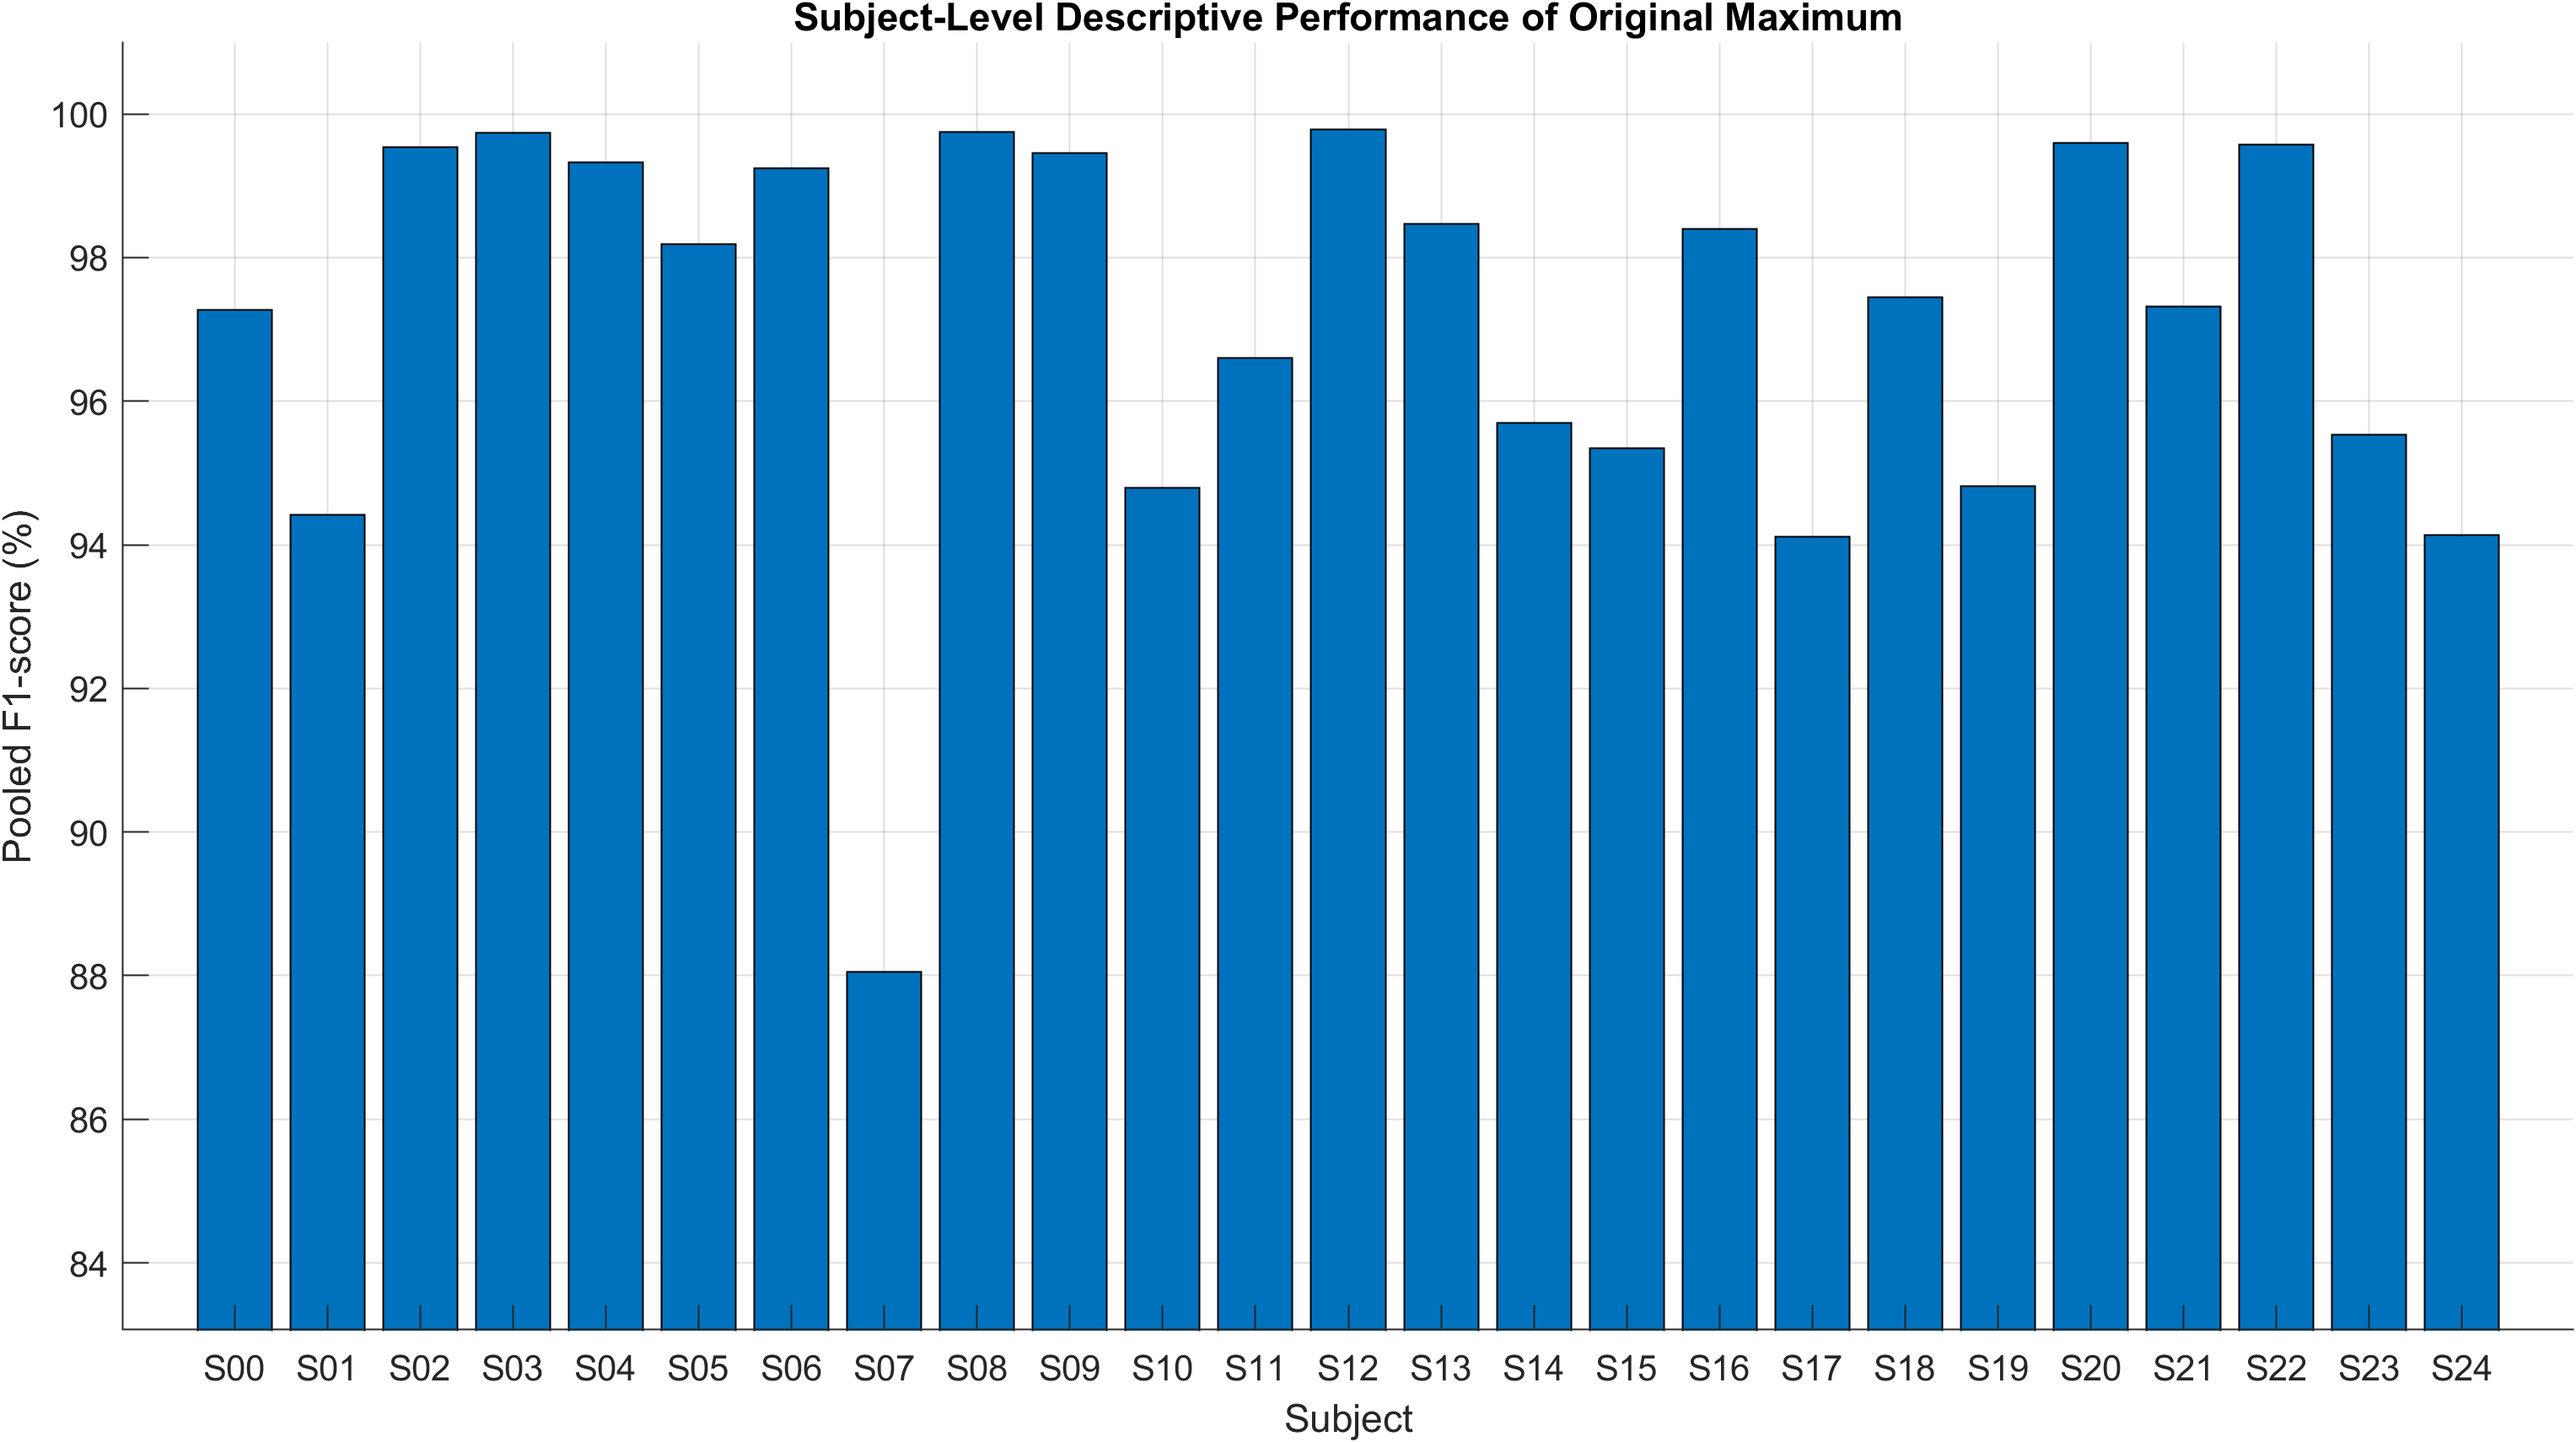 Subject-Level Descriptive Performance of Original Maximum
Pooled F1-score (%)
100
98
96
94
92
90
88
86
84
S00 S01 S02 S03 S04 S05 S06 S07 S08 S09 S10 S11 S12 S13 S14 S15 S16 S17 S18 S19 S20 S21 S22 S23 S24
Subject